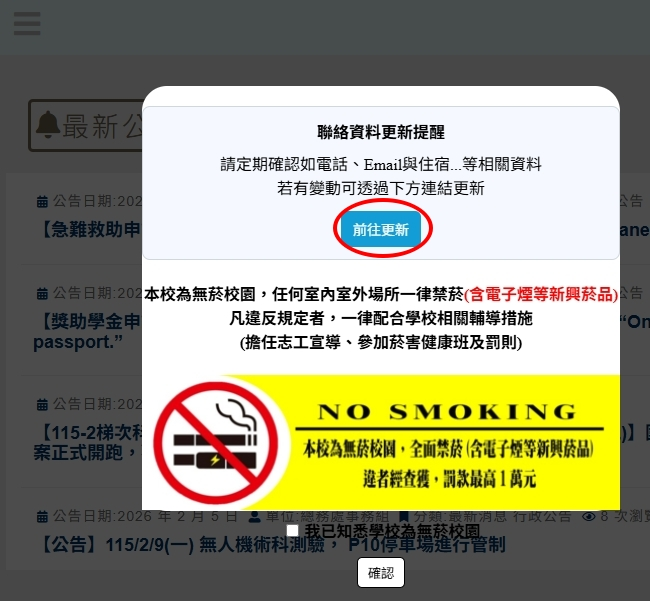 最新公
聯絡資料更新提醒
請定期確認如電話、Email與住宿...等相關資料
若有變動可透過下方連結更新
前往更新
本校為無菸校園，任何室內室外場所一律禁菸(含電子煙等新興菸品)
凡違反規定者，一律配合學校相關輔導措施
(擔任志工宣導、參加菸害健康班及罰則)
NO SMOKING
本校為無菸校園，全面禁菸(含電子煙等新興菸品)
違者經查獲，罰款最高1萬元
我已知悉學校為無菸校園
確認
公告日期:202
公告
【急難救助申
公告日期:202
公告
【獎助學金申
“On
passport.”
公告日期:202
【115-2梯次科
案正式開跑，
公告日期:2026 年 2 月 5 日 單位:總務處事務組 分類:最新消息 行政公告 8 次瀏覽
【公告】115/2/9(一) 無人機術科測驗， P10停車場進行管制